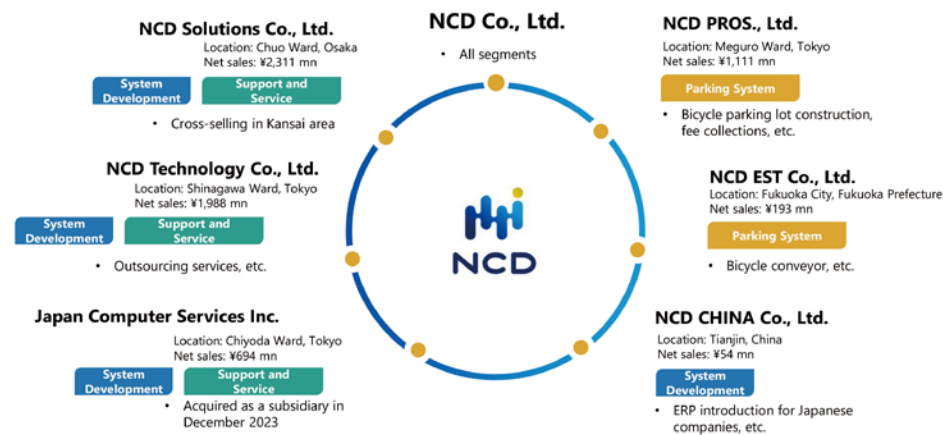 NCD Co., Ltd.
• All segments
NCD Solutions Co., Ltd.
Location: Chuo Ward, Osaka
Net sales: ¥2,311 mn
System Development
Support and Service
• Cross-selling in Kansai area
NCD Technology Co., Ltd.
Location: Shinagawa Ward, Tokyo
Net sales: ¥1,988 mn
System Development
Support and Service
• Outsourcing services, etc.
Japan Computer Services Inc.
Location: Chiyoda Ward, Tokyo
Net sales: ¥694 mn
System Development
Support and Service
• Acquired as a subsidiary in
December 2023
NCD
NCD PROS., Ltd.
Location: Meguro Ward, Tokyo
Net sales: ¥1,111 mn
Parking System
• Bicycle parking lot construction,
fee collections, etc.
NCD EST Co., Ltd.
Location: Fukuoka City, Fukuoka Prefecture
Net sales: ¥193 mn
Parking System
• Bicycle conveyor, etc.
NCD CHINA Co., Ltd.
Location: Tianjin, China
Net sales: ¥54 mn
System Development
• ERP introduction for Japanese
companies, etc.